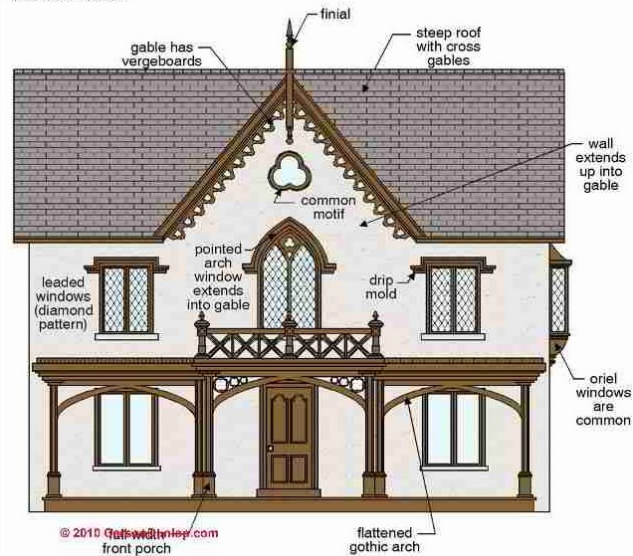 finial
gable has
vergeboards
steep roof
with cross
gables
wall
extends
up into
gable
common
motif
pointed
arch
window
extends
into gable
leaded
windows
(diamond
pattern)
drip
mold
oriel
windows
are
common
© 2010
full-width
front porch
flattened
gothic arch